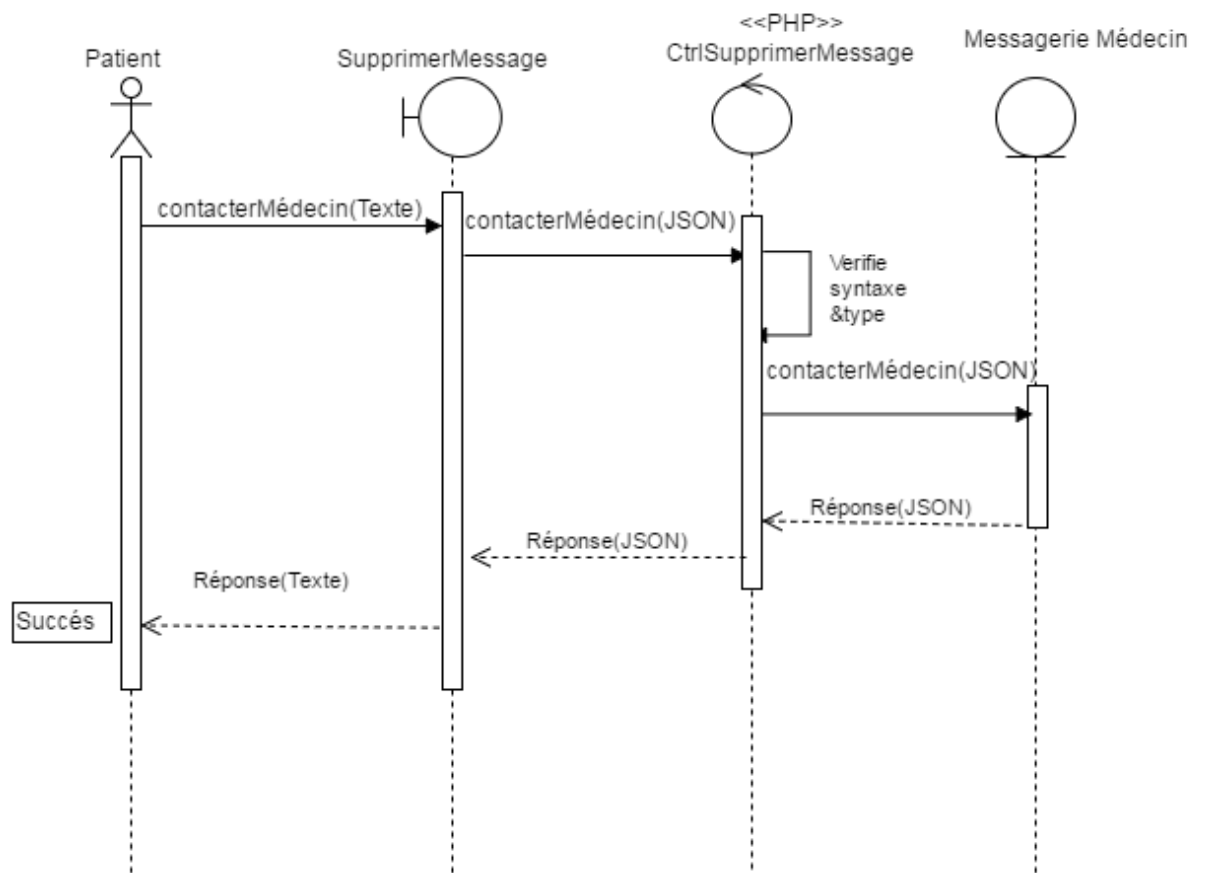 <<PHP>>
Patient
SupprimerMessage
CtrlSupprimerMessage
Messagerie Médecin
contacterMédecin(Texte)
contacterMédecin(JSON)
Verifie
syntaxe
&type
contacterMédecin(JSON)
Réponse(JSON)
Réponse(JSON)
Réponse(Texte)
Succés